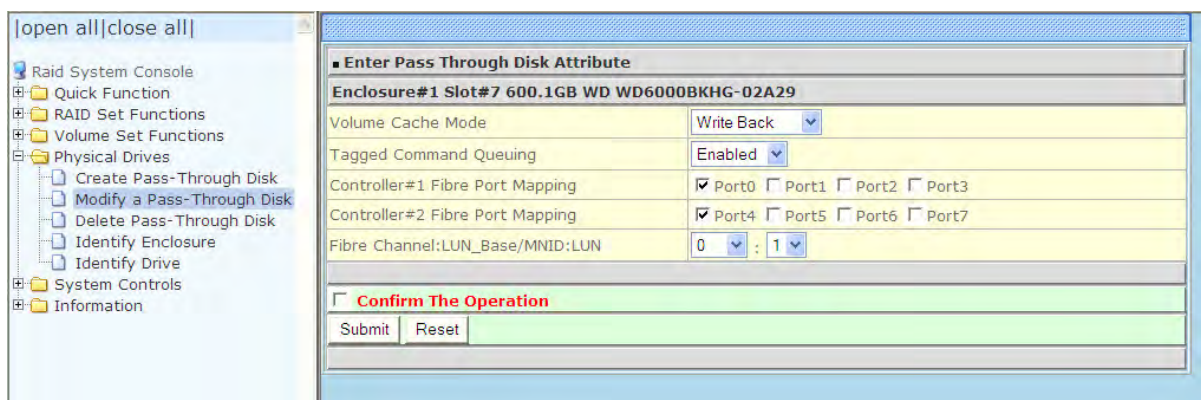 |open all|close all|
Raid System Console
Quick Function
RAID Set Functions
Volume Set Functions
Physical Drives
Create Pass-Through Disk
Modify a Pass-Through Disk
Delete Pass-Through Disk
Identify Enclosure
Identify Drive
System Controls
Information
Enter Pass Through Disk Attribute
Enclosure#1 Slot#7 600.1GB WD WD6000BKHG-02A29
Volume Cache Mode Write Back
Tagged Command Queuing Enabled
Controller#1 Fibre Port Mapping Port0 Port1 Port2 Port3
Controller#2 Fibre Port Mapping Port4 Port5 Port6 Port7
Fibre Channel:LUN_Base/MNID:LUN 0 : 1
Confirm The Operation
Submit Reset